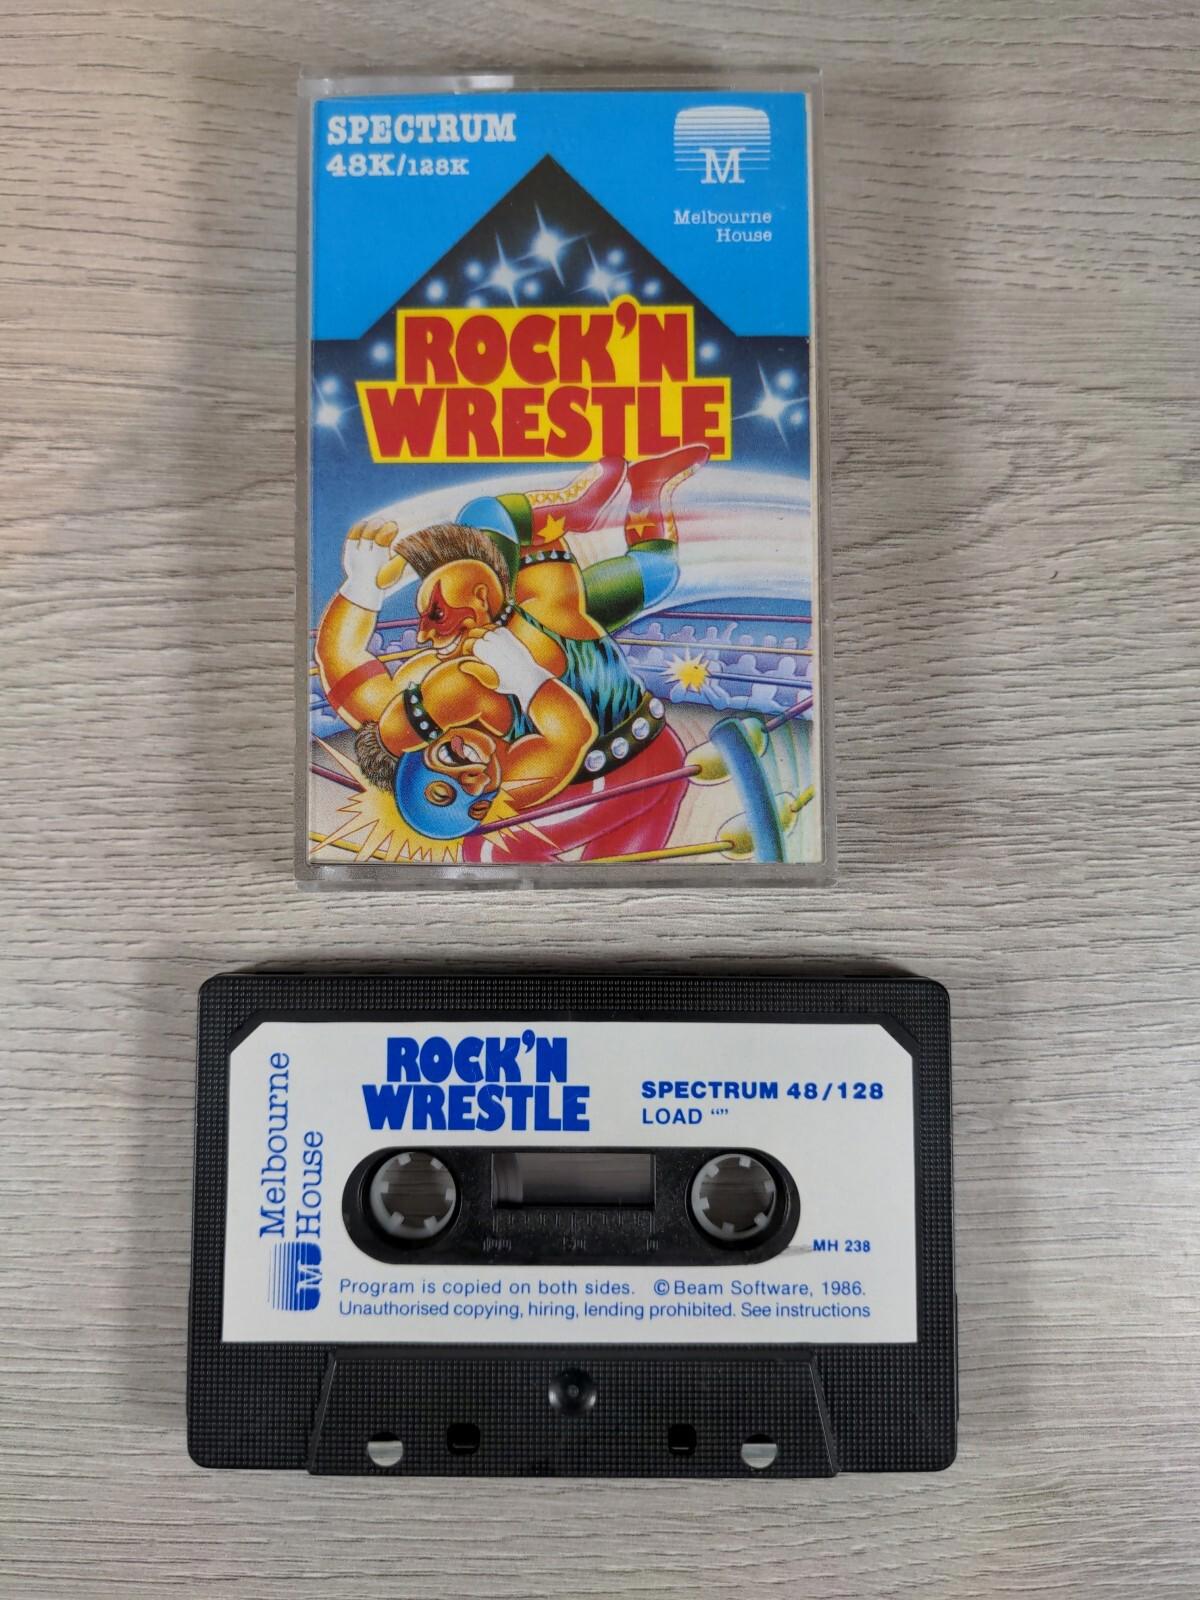 SPECTRUM
48K/128K
M
Melbourne
House
ROCK'N
WRESTLE
Melbourne
House
M
ROCK'N
WRESTLE
SPECTRUM 48/128
LOAD “”
MH 238
Program is copied on both sides. © Beam Software, 1986.
Unauthorised copying, hiring, lending prohibited. See instructions